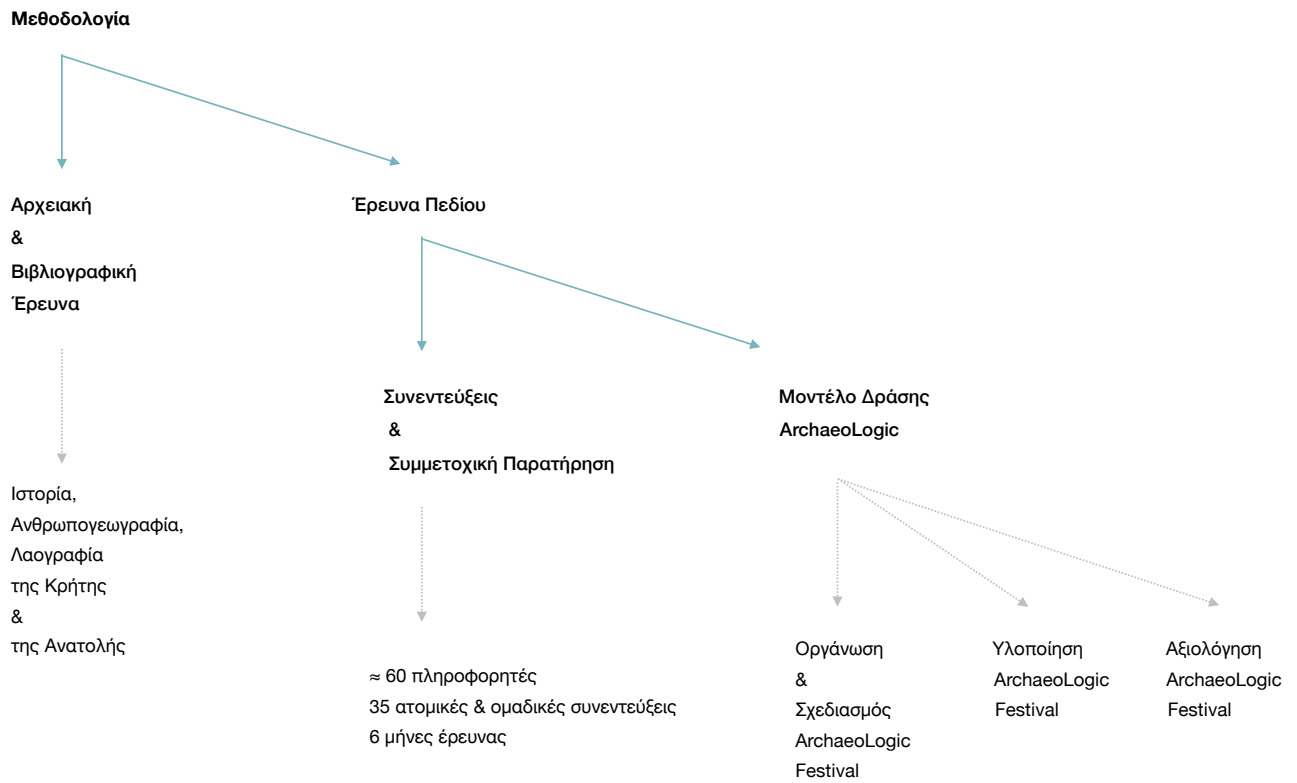 Μεθοδολογία
Αρχειακή
&
Βιβλιογραφική
Έρευνα
Έρευνα Πεδίου
Συνεντεύξεις
&
Συμμετοχική Παρατήρηση
Μοντέλο Δράσης
ArchaeoLogic
Ιστορία,
Ανθρωπογεωγραφία,
Λαογραφία
της Κρήτης
&
της Ανατολής
≈ 60 πληροφορητές
35 ατομικές & ομαδικές συνεντεύξεις
6 μήνες έρευνας
Οργάνωση
&
Σχεδιασμός
ArchaeoLogic
Festival
Υλοποίηση
ArchaeoLogic
Festival
Αξιολόγηση
ArchaeoLogic
Festival